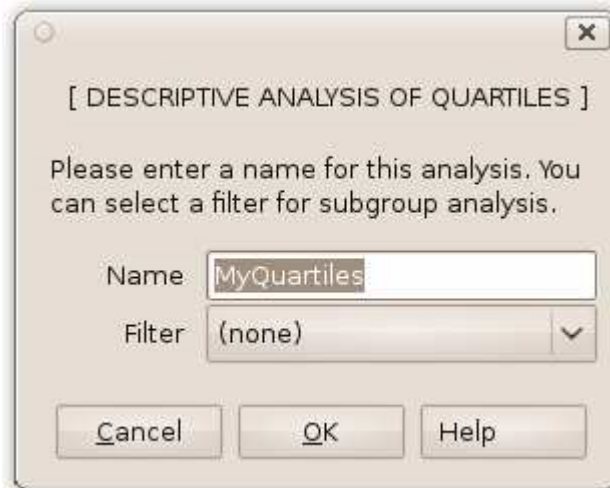 [ DESCRIPTIVE ANALYSIS OF QUARTILES ]
Please enter a name for this analysis. You
can select a filter for subgroup analysis.
Name MyQuartiles
Filter (none)
Cancel OK Help